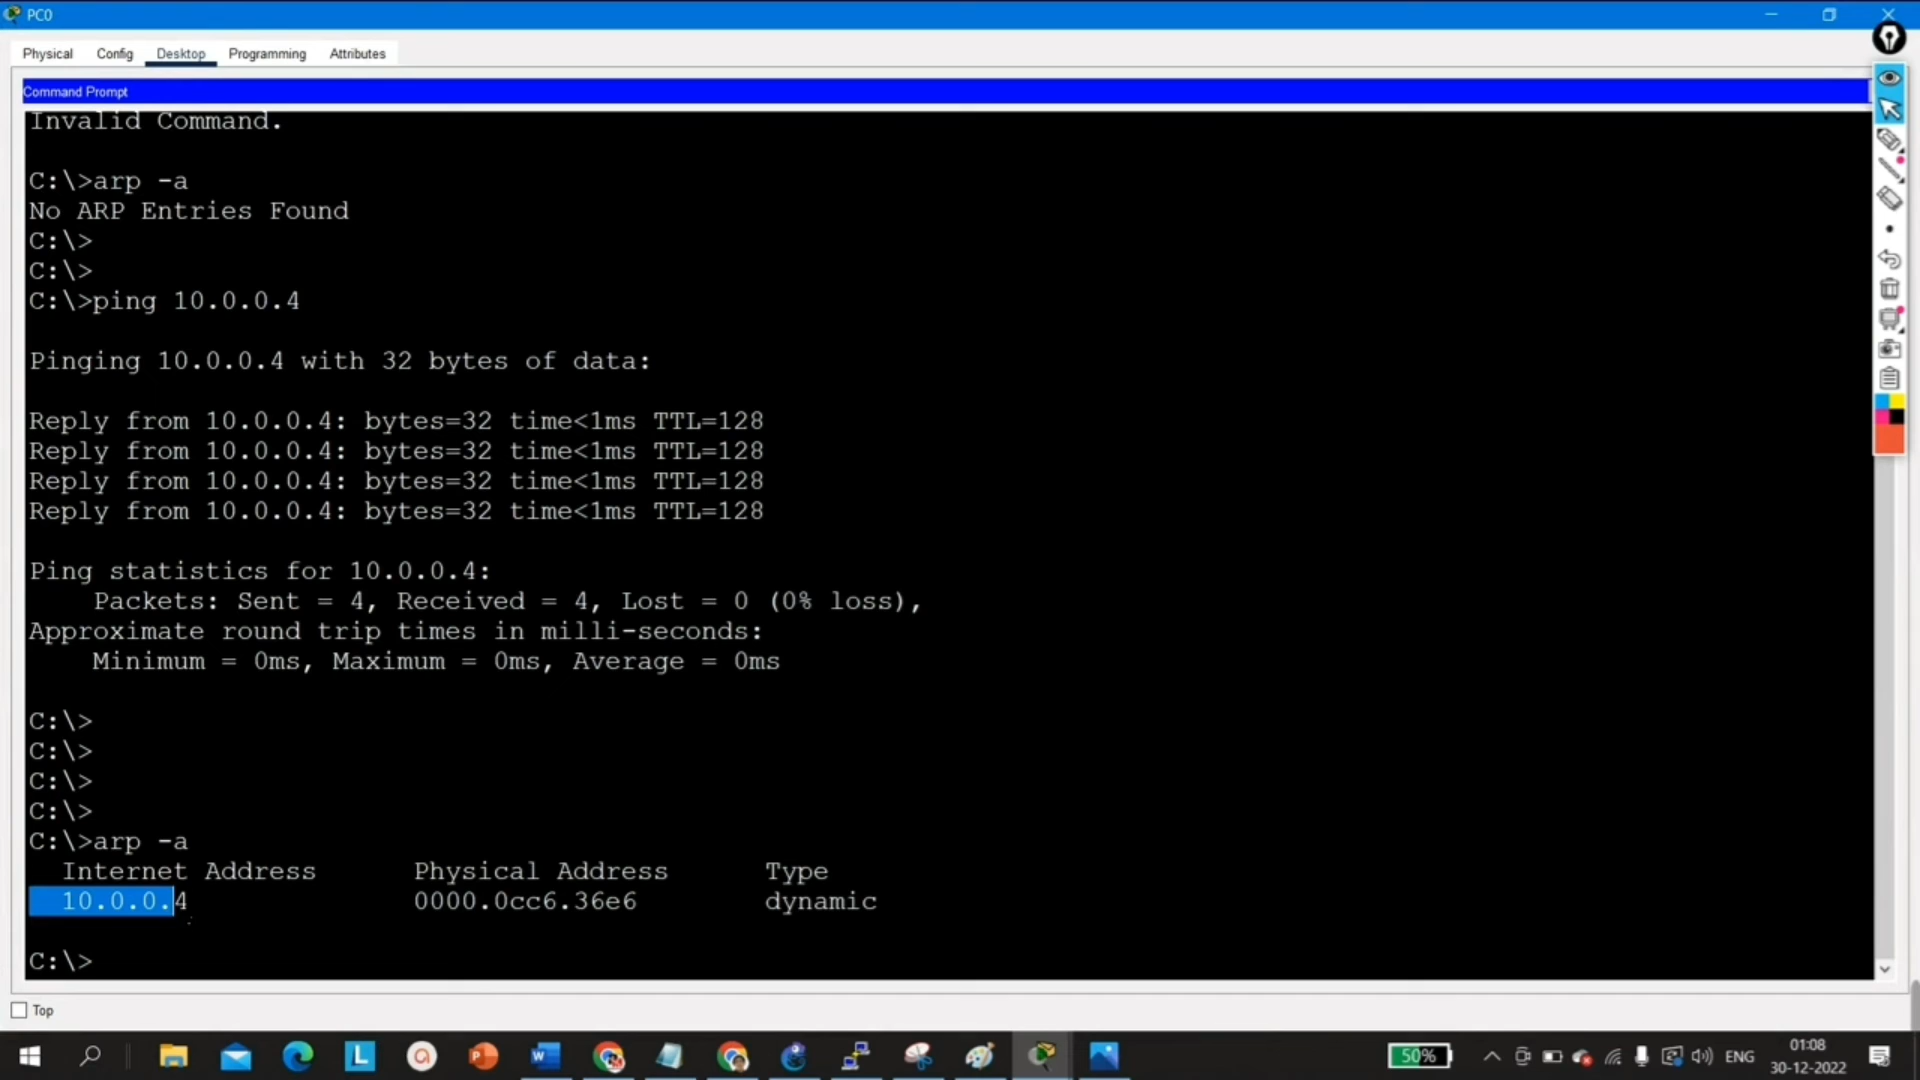 PC0
Physical Config Desktop Programming Attributes
Command Prompt
Invalid Command.
C:\>arp -a
No ARP Entries Found
C:\>
C:\>
C:\>ping 10.0.0.4
Pinging 10.0.0.4 with 32 bytes of data:
Reply from 10.0.0.4: bytes=32 time<1ms TTL=128
Reply from 10.0.0.4: bytes=32 time<1ms TTL=128
Reply from 10.0.0.4: bytes=32 time<1ms TTL=128
Reply from 10.0.0.4: bytes=32 time<1ms TTL=128
Ping statistics for 10.0.0.4:
Packets: Sent = 4, Received = 4, Lost = 0 (0% loss),
Approximate round trip times in milli-seconds:
Minimum = 0ms, Maximum = 0ms, Average = 0ms
C:\>
C:\>
C:\>
C:\>
C:\>arp -a
Internet Address Physical Address Type
10.0.0.4 0000.0cc6.36e6 dynamic
C:\>
Top
50% ENG 01:08
30-12-2022